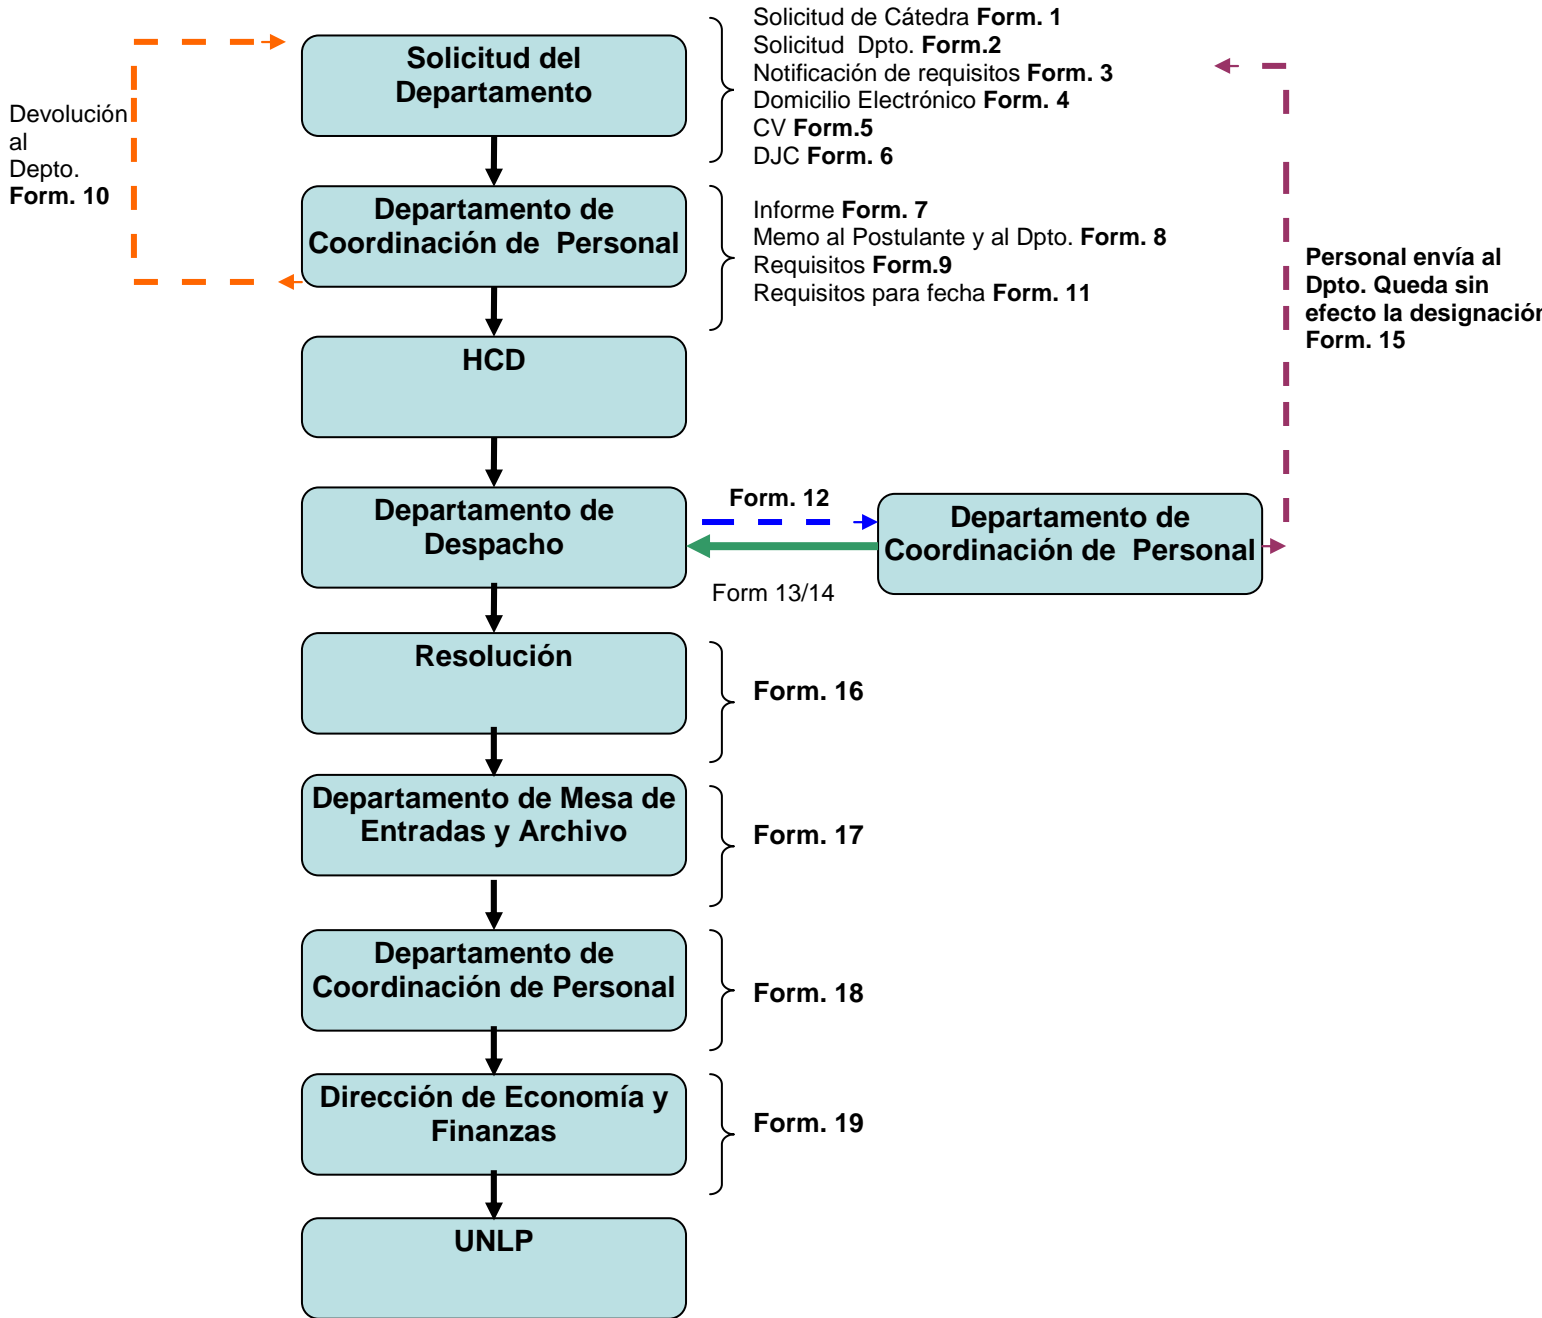 Solicitud de Cátedra Form. 1
Solicitud Dpto. Form.2
Notificación de requisitos Form. 3
Domicilio Electrónico Form. 4
CV Form.5
DJC Form. 6
Solicitud del
Departamento
Devolución
al
Depto.
Form. 10
Departamento de
Coordinación de Personal
Informe Form. 7
Memo al Postulante y al Dpto. Form. 8
Requisitos Form.9
Requisitos para fecha Form. 11
Personal envía al
Dpto. Queda sin
efecto la designación
Form. 15
HCD
Departamento de
Despacho
Form. 12
Form 13/14
Departamento de
Coordinación de Personal
Resolución
Form. 16
Departamento de Mesa de
Entradas y Archivo
Form. 17
Departamento de
Coordinación de Personal
Form. 18
Dirección de Economía y
Finanzas
Form. 19
UNLP